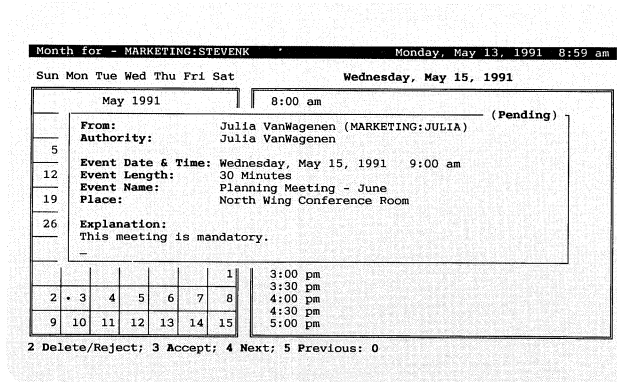 Month for - MARKETING:STEVENK Monday, May 13, 1991 8:59 am
Sun Mon Tue Wed Thu Fri Sat Wednesday, May 15, 1991
May 1991 8:00 am
(Pending)
From: Julia VanWagenen (MARKETING:JULIA)
Authority: Julia VanWagenen
5
Event Date & Time: Wednesday, May 15, 1991 9:00 am
12 Event Length: 30 Minutes
Event Name: Planning Meeting - June
19 Place: North Wing Conference Room
26 Explanation:
This meeting is mandatory.
1 3:00 pm
3:30 pm
2 • 3 4 5 6 7 8 4:00 pm
4:30 pm
9 10 11 12 13 14 15 5:00 pm
2 Delete/Reject; 3 Accept; 4 Next; 5 Previous: 0